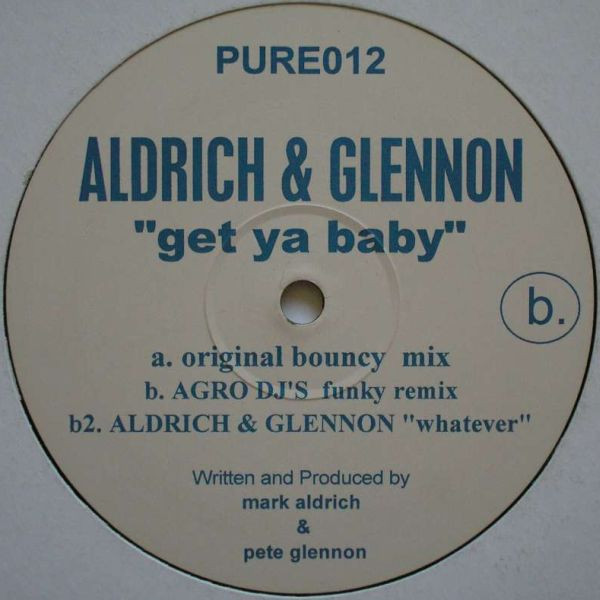 PURE012
ALDRICH & GLENNON
"get ya baby"
b.
a. original bouncy mix
b. AGRO DJ'S funky remix
b2. ALDRICH & GLENNON "whatever"
Written and Produced by
mark aldrich
&
pete glennon